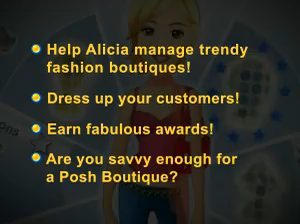 Help Alicia manage trendy
fashion boutiques!
Dress up your customers!
Earn fabulous awards!
Are you savvy enough for
a Posh Boutique?